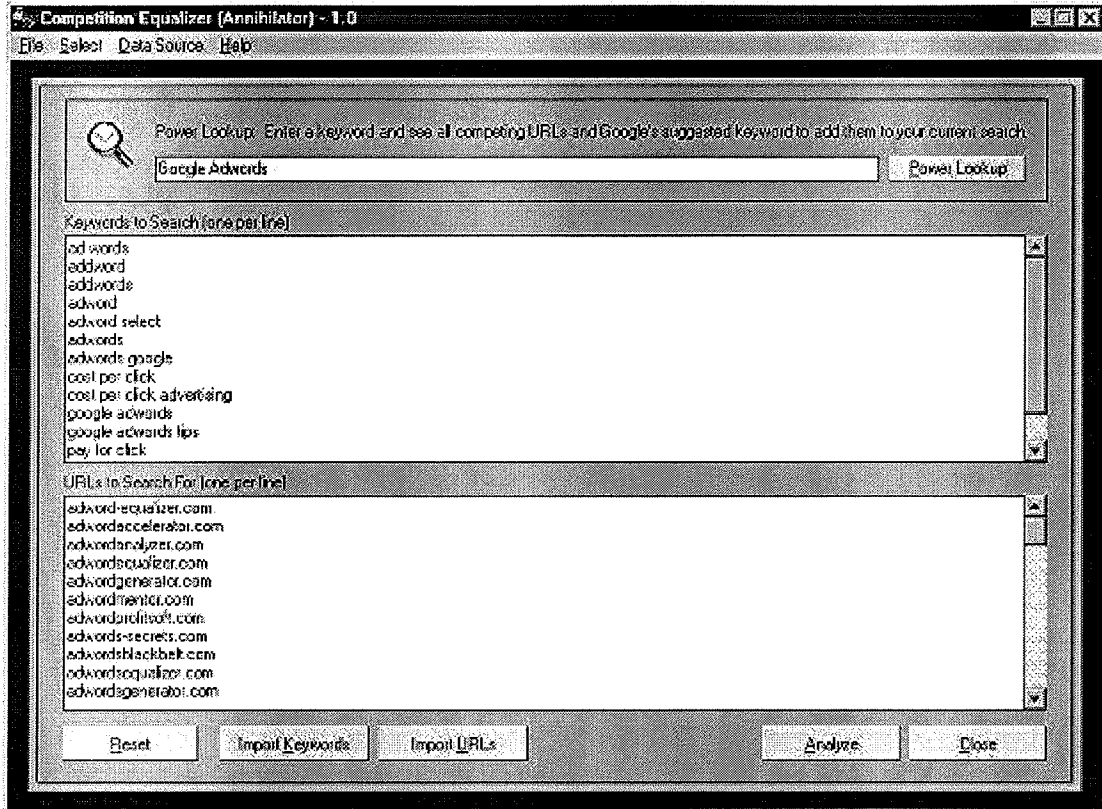 Competition Equalizer (Annihilator) - 1.0
File Select Data Source Help
Power Lookup: Enter a keyword and see all competing URLs and Google's suggested keyword to add them to your current search
Google Adwords Power Lookup
Keywords to Search (one per line)
ad words
addword
addwords
adword
adword select
adwords
adwords google
cost per click
cost per click advertising
google adwords
google adwords tips
pay for click
URLs to Search For (one per line)
adword-equalizer.com
adwordaccelerator.com
adwordanalyzer.com
adwordequalizer.com
adwordgenerator.com
adwordmentor.com
adwordprofitsoft.com
adwords-secrets.com
adwordsblackbelt.com
adwordsequalizer.com
adwordsgenerator.com
Reset Import Keywords Import URLs Analyze Close